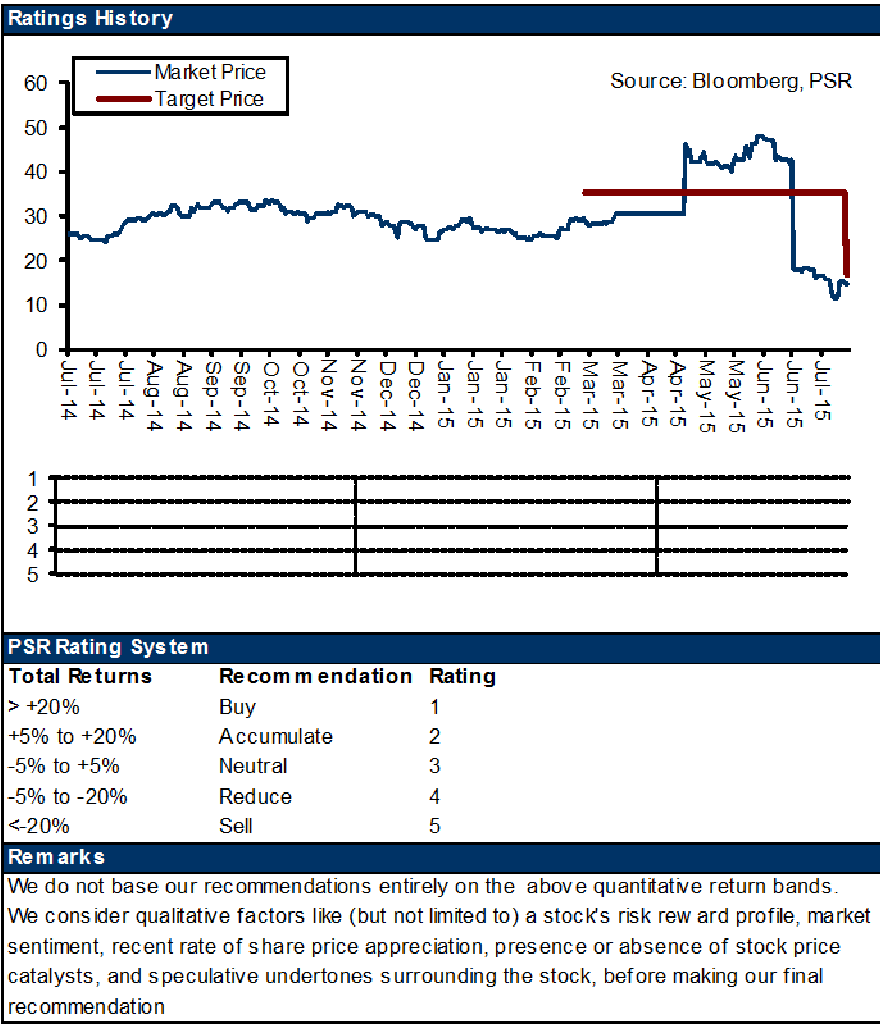 Ratings History
Market Price
Target Price
Source: Bloomberg, PSR
60
50
40
30
20
10
0
Jul-14
Jul-14
Jul-14
Aug-14
Aug-14
Sep-14
Sep-14
Oct-14
Oct-14
Nov-14
Nov-14
Dec-14
Dec-14
Jan-15
Jan-15
Jan-15
Feb-15
Feb-15
Mar-15
Mar-15
Apr-15
Apr-15
May-15
May-15
Jun-15
Jun-15
Jul-15
1
2
3
4
5
PSR Rating System
Total Returns Recommendation Rating
> +20% Buy 1
+5% to +20% Accumulate 2
-5% to +5% Neutral 3
-5% to -20% Reduce 4
<-20% Sell 5
Remarks
We do not base our recommendations entirely on the above quantitative return bands.
We consider qualitative factors like (but not limited to) a stock's risk reward profile, market
sentiment, recent rate of share price appreciation, presence or absence of stock price
catalysts, and speculative undertones surrounding the stock, before making our final
recommendation